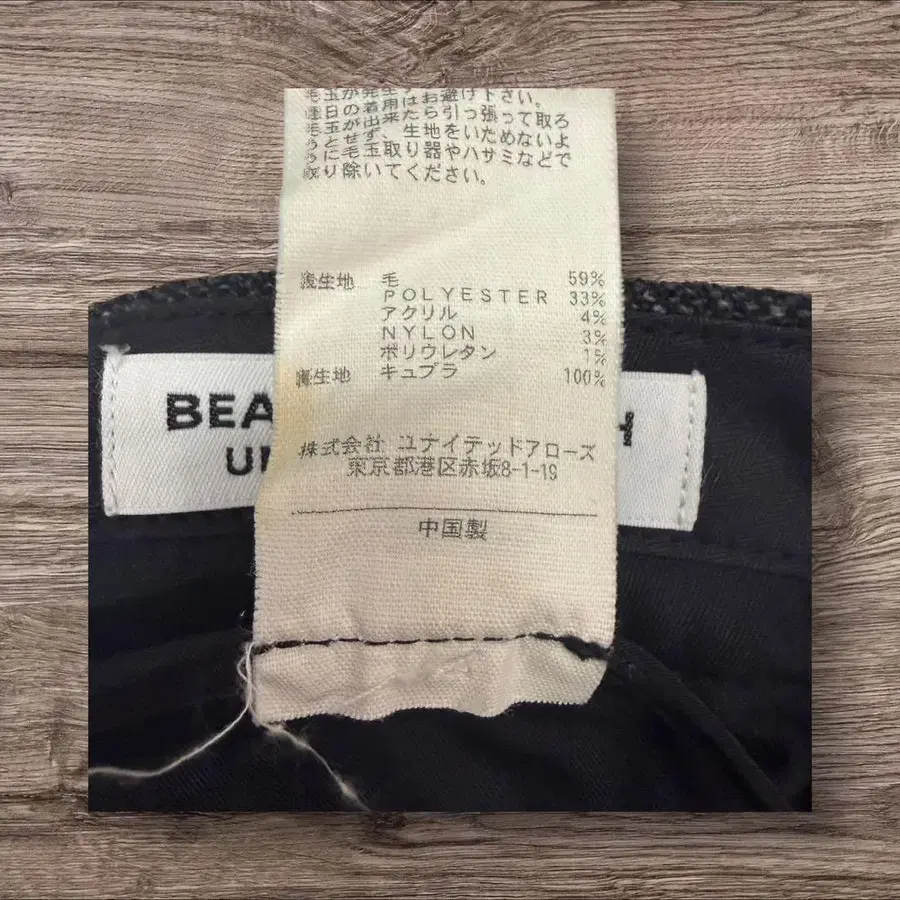 毛玉が発生
毎日の着用はお避け下さい。
毛玉が出来たら引っ張って取ろ
うとせず、生地をいためないよ
うに毛玉取り器やハサミなどで
取り除いてください。
表生地 毛 59%
POLYESTER 33%
アクリル 4%
NYLON 3%
ポリウレタン 1%
裏生地 キュプラ 100%
BEA
UN
株式会社 ユナイテッドアローズ
東京都港区赤坂8-1-19
中国製